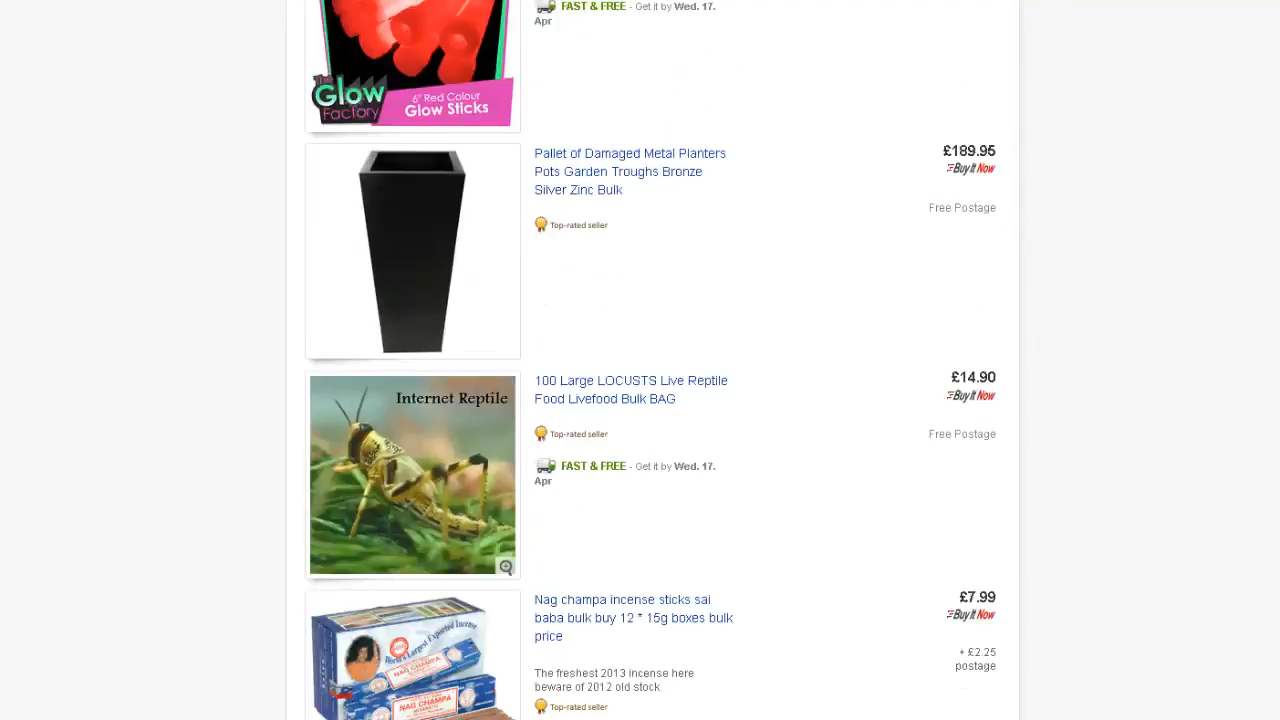 FAST & FREE - Get it by Wed. 17.
Apr
The
Glow
Factory
6" Red Colour
Glow Sticks
Pallet of Damaged Metal Planters
Pots Garden Troughs Bronze
Silver Zinc Bulk
Top-rated seller
£189.95
Buy It Now
Free Postage
Internet Reptile
100 Large LOCUSTS Live Reptile
Food Livefood Bulk BAG
Top-rated seller
FAST & FREE - Get it by Wed. 17.
Apr
£14.90
Buy It Now
Free Postage
World's Largest Exported Incense
NAG CHAMPA
NAG CHAMPA
Nag champa incense sticks sai
baba bulk buy 12 * 15g boxes bulk
price
The freshest 2013 incense here
beware of 2012 old stock
Top-rated seller
£7.99
Buy It Now
+ £2.25
postage